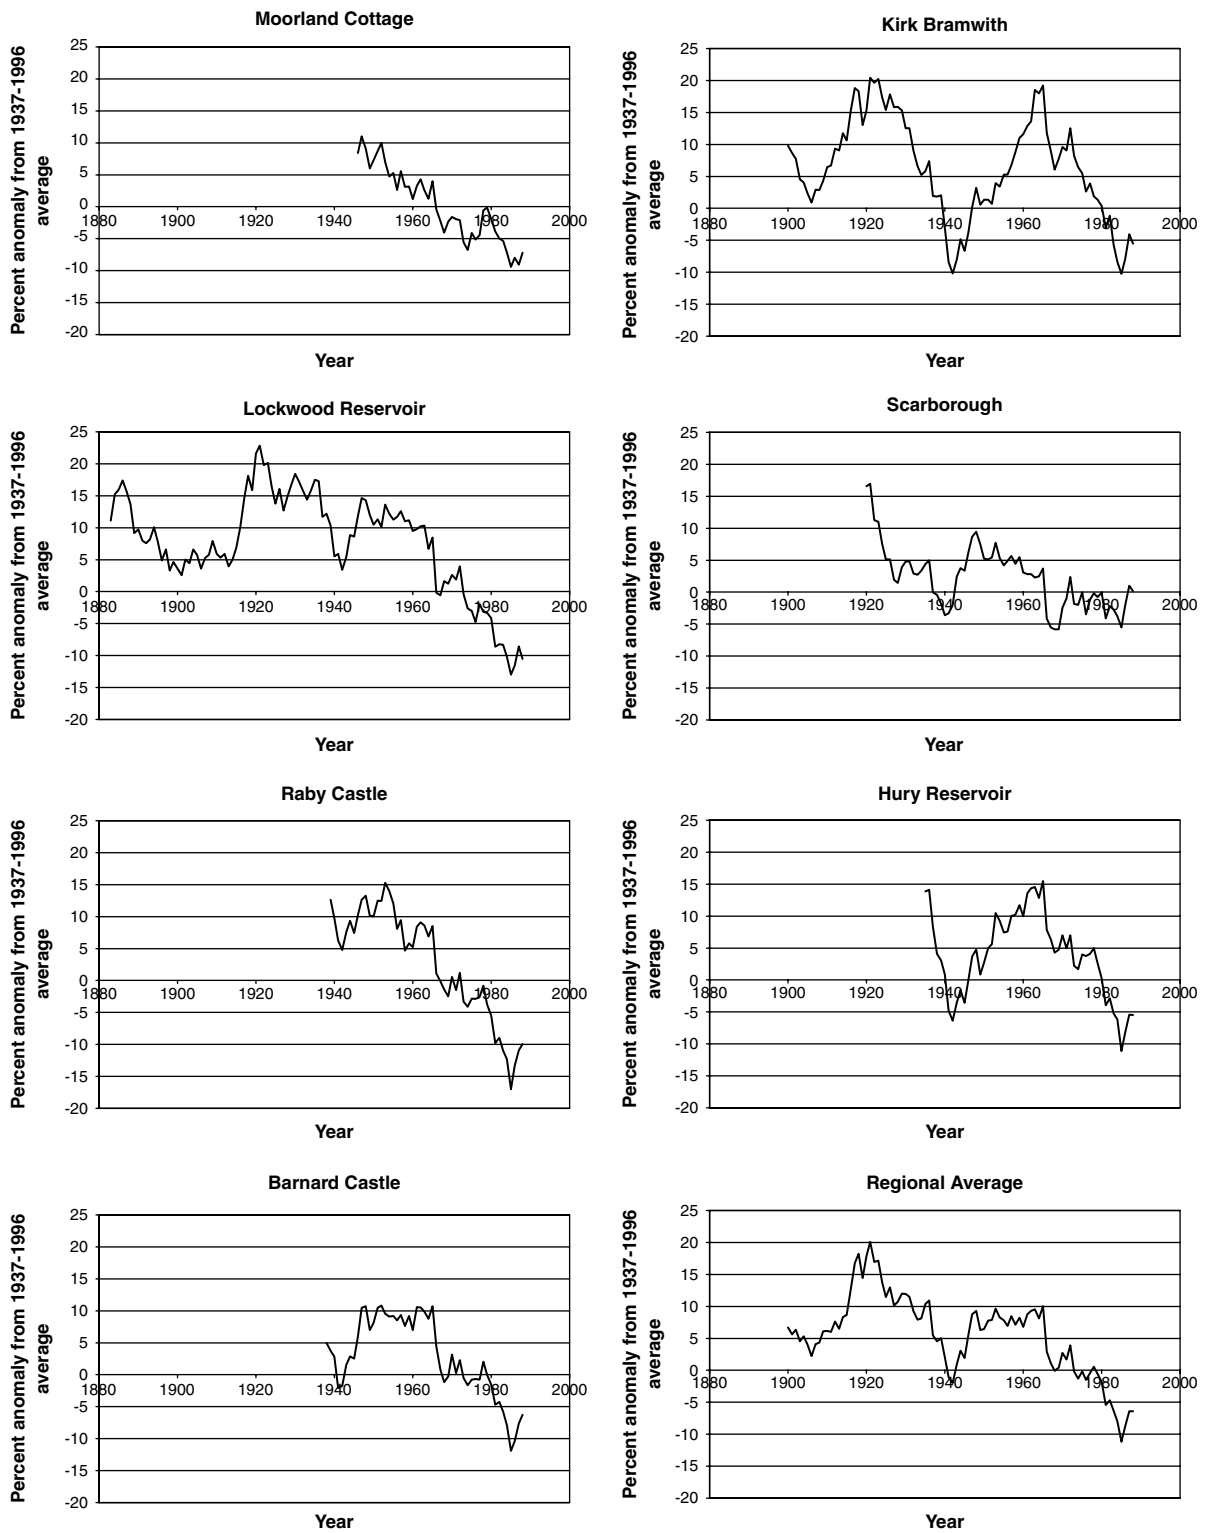 Moorland Cottage
Percent anomaly from 1937-1996
average
25
20
15
10
5
0
-5
-10
-15
-20
1880 1900 1920 1940 1960 1980 2000
Year
Kirk Bramwith
Percent anomaly from 1937-1996
average
25
20
15
10
5
0
-5
-10
-15
-20
1880 1900 1920 1940 1960 1980 2000
Year
Lockwood Reservoir
Percent anomaly from 1937-1996
average
25
20
15
10
5
0
-5
-10
-15
-20
1880 1900 1920 1940 1960 1980 2000
Year
Scarborough
Percent anomaly from 1937-1996
average
25
20
15
10
5
0
-5
-10
-15
-20
1880 1900 1920 1940 1960 1980 2000
Year
Raby Castle
Percent anomaly from 1937-1996
average
25
20
15
10
5
0
-5
-10
-15
-20
1880 1900 1920 1940 1960 1980 2000
Year
Hury Reservoir
Percent anomaly from 1937-1996
average
25
20
15
10
5
0
-5
-10
-15
-20
1880 1900 1920 1940 1960 1980 2000
Year
Barnard Castle
Percent anomaly from 1937-1996
average
25
20
15
10
5
0
-5
-10
-15
-20
1880 1900 1920 1940 1960 1980 2000
Year
Regional Average
Percent anomaly from 1937-1996
average
25
20
15
10
5
0
-5
-10
-15
-20
1880 1900 1920 1940 1960 1980 2000
Year